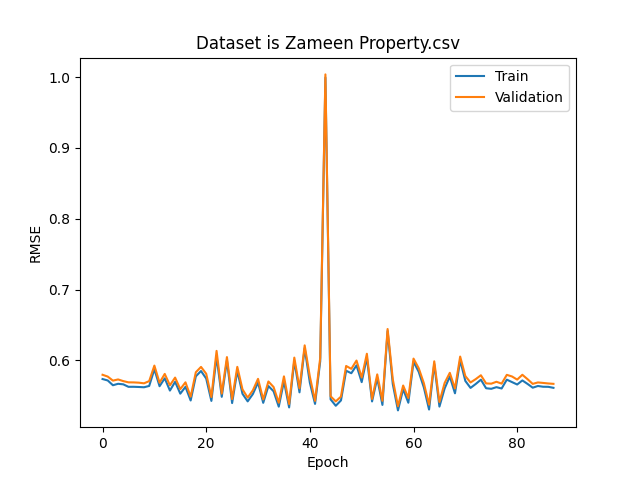 Dataset is Zameen Property.csv
Train
Validation
1.0
0.9
0.8
0.7
0.6
RMSE
0 20 40 60 80
Epoch